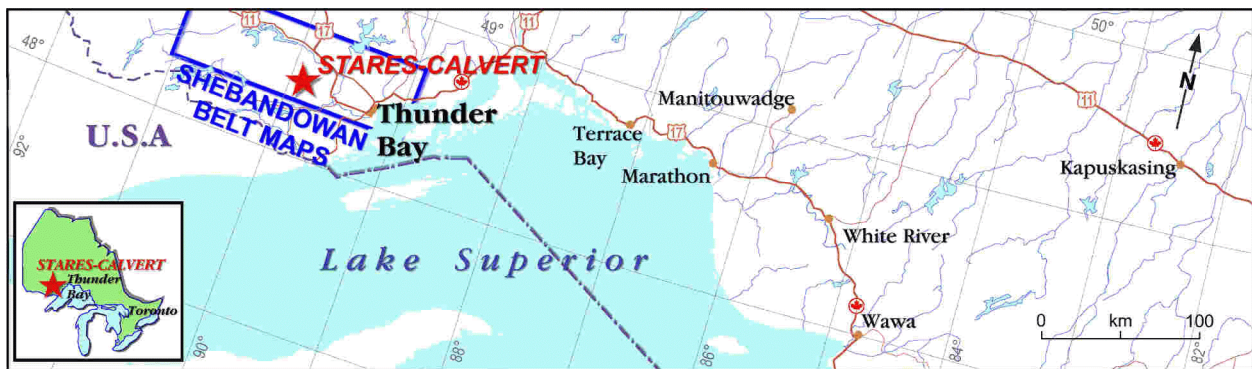 11
17
48°
49°
11
50°
STARES-CALVERT
SHEBANDOWAN
BELT MAPS
Thunder
Bay
U.S.A
92°
Manitouwadge
11
N
Terrace
Bay
17
Marathon
Kapuskasing
White River
Lake Superior
STARES-CALVERT
Thunder
Bay
Toronto
Wawa
0 km 100
90°
88°
86°
84°
82°